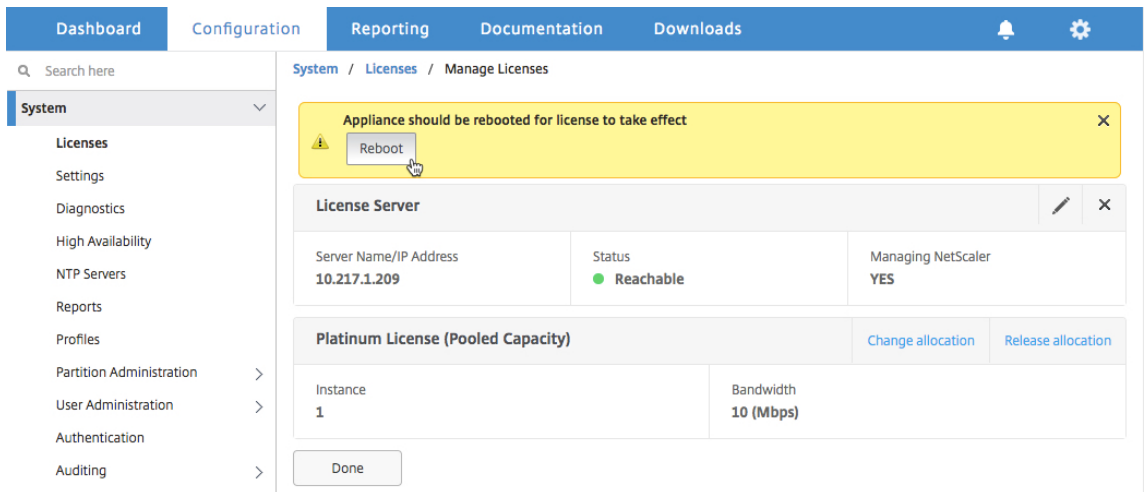 Dashboard Configuration Reporting Documentation Downloads
Search here
System
Licenses
Settings
Diagnostics
High Availability
NTP Servers
Reports
Profiles
Partition Administration
User Administration
Authentication
Auditing
System / Licenses / Manage Licenses
Appliance should be rebooted for license to take effect
Reboot
License Server
Server Name/IP Address
10.217.1.209
Status
Reachable
Managing NetScaler
YES
Platinum License (Pooled Capacity)
Change allocation
Release allocation
Instance
1
Bandwidth
10 (Mbps)
Done